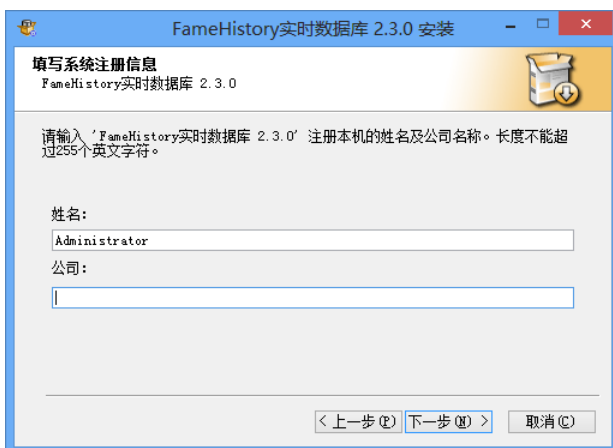 FameHistory实时数据库 2.3.0 安装
填写系统注册信息
FameHistory实时数据库 2.3.0
请输入 'FameHistory实时数据库 2.3.0' 注册本机的姓名及公司名称。长度不能超
过255个英文字符。
姓名:
Administrator
公司:
< 上一步(P) 下一步(N) > 取消(C)